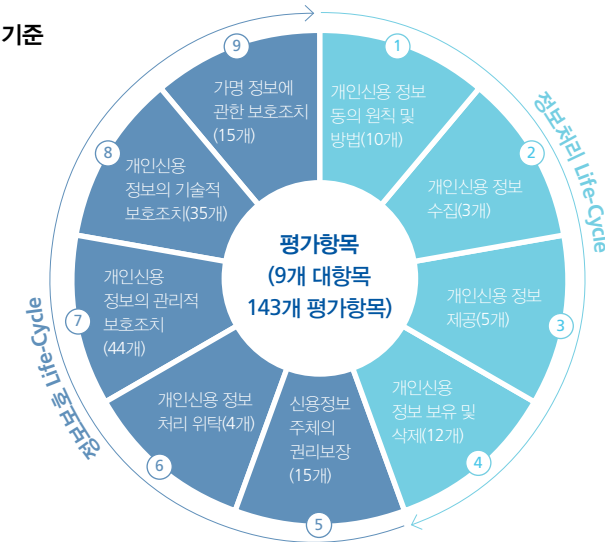 기준
평가항목
(9개 대항목
143개 평가항목)
1
개인신용 정보
동의 원칙 및
방법(10개)
2
개인신용 정보
수집(3개)
3
개인신용 정보
제공(5개)
4
개인신용
정보 보유 및
삭제(12개)
5
신용정보
주체의
권리보장
(15개)
6
개인신용 정보
처리 위탁(4개)
7
개인신용
정보의 관리적
보호조치
(44개)
8
개인신용
정보의 기술적
보호조치(35개)
9
가명 정보에
관한 보호조치
(15개)
정보처리 Life-Cycle
정보보호 Life-Cycle